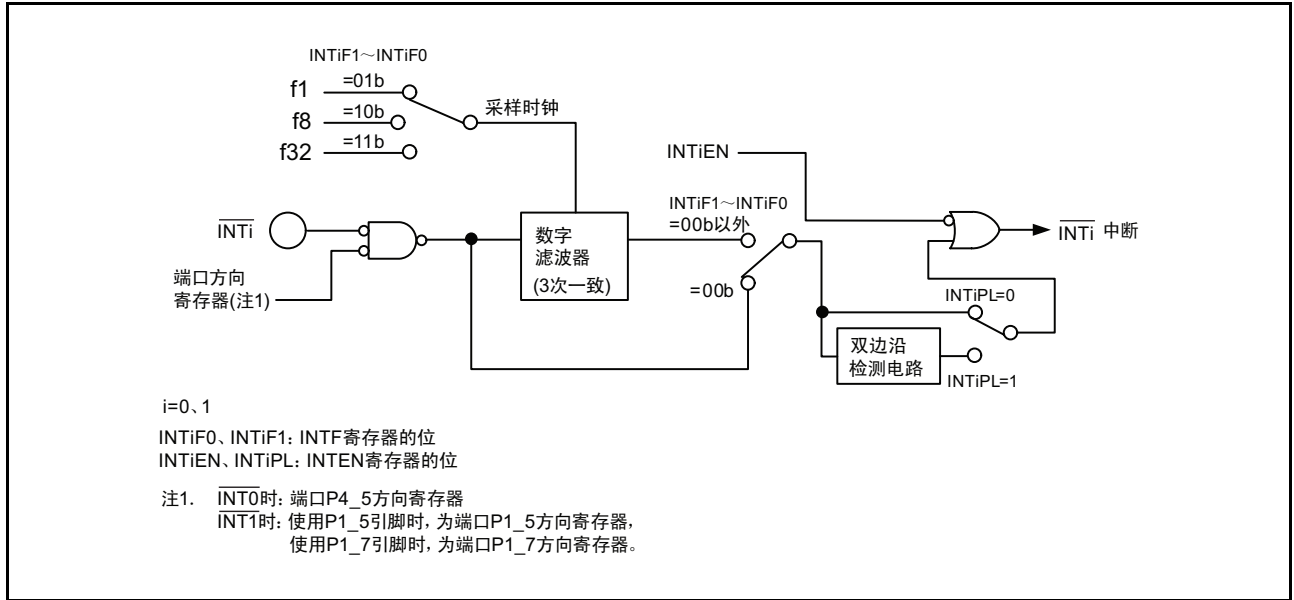 INTiF1～INTiF0
f1 =01b
f8 =10b
f32 =11b
采样时钟
INTiEN
INTiF1～INTiF0
=00b以外
=00b
INTi
端口方向
寄存器(注1)
数字
滤波器
(3次一致)
INTi 中断
INTiPL=0
双边沿
检测电路
INTiPL=1
i=0、1
INTiF0、INTiF1: INTF寄存器的位
INTiEN、INTiPL: INTEN寄存器的位
注1. INT0时: 端口P4_5方向寄存器
INT1时: 使用P1_5引脚时, 为端口P1_5方向寄存器,
使用P1_7引脚时, 为端口P1_7方向寄存器。